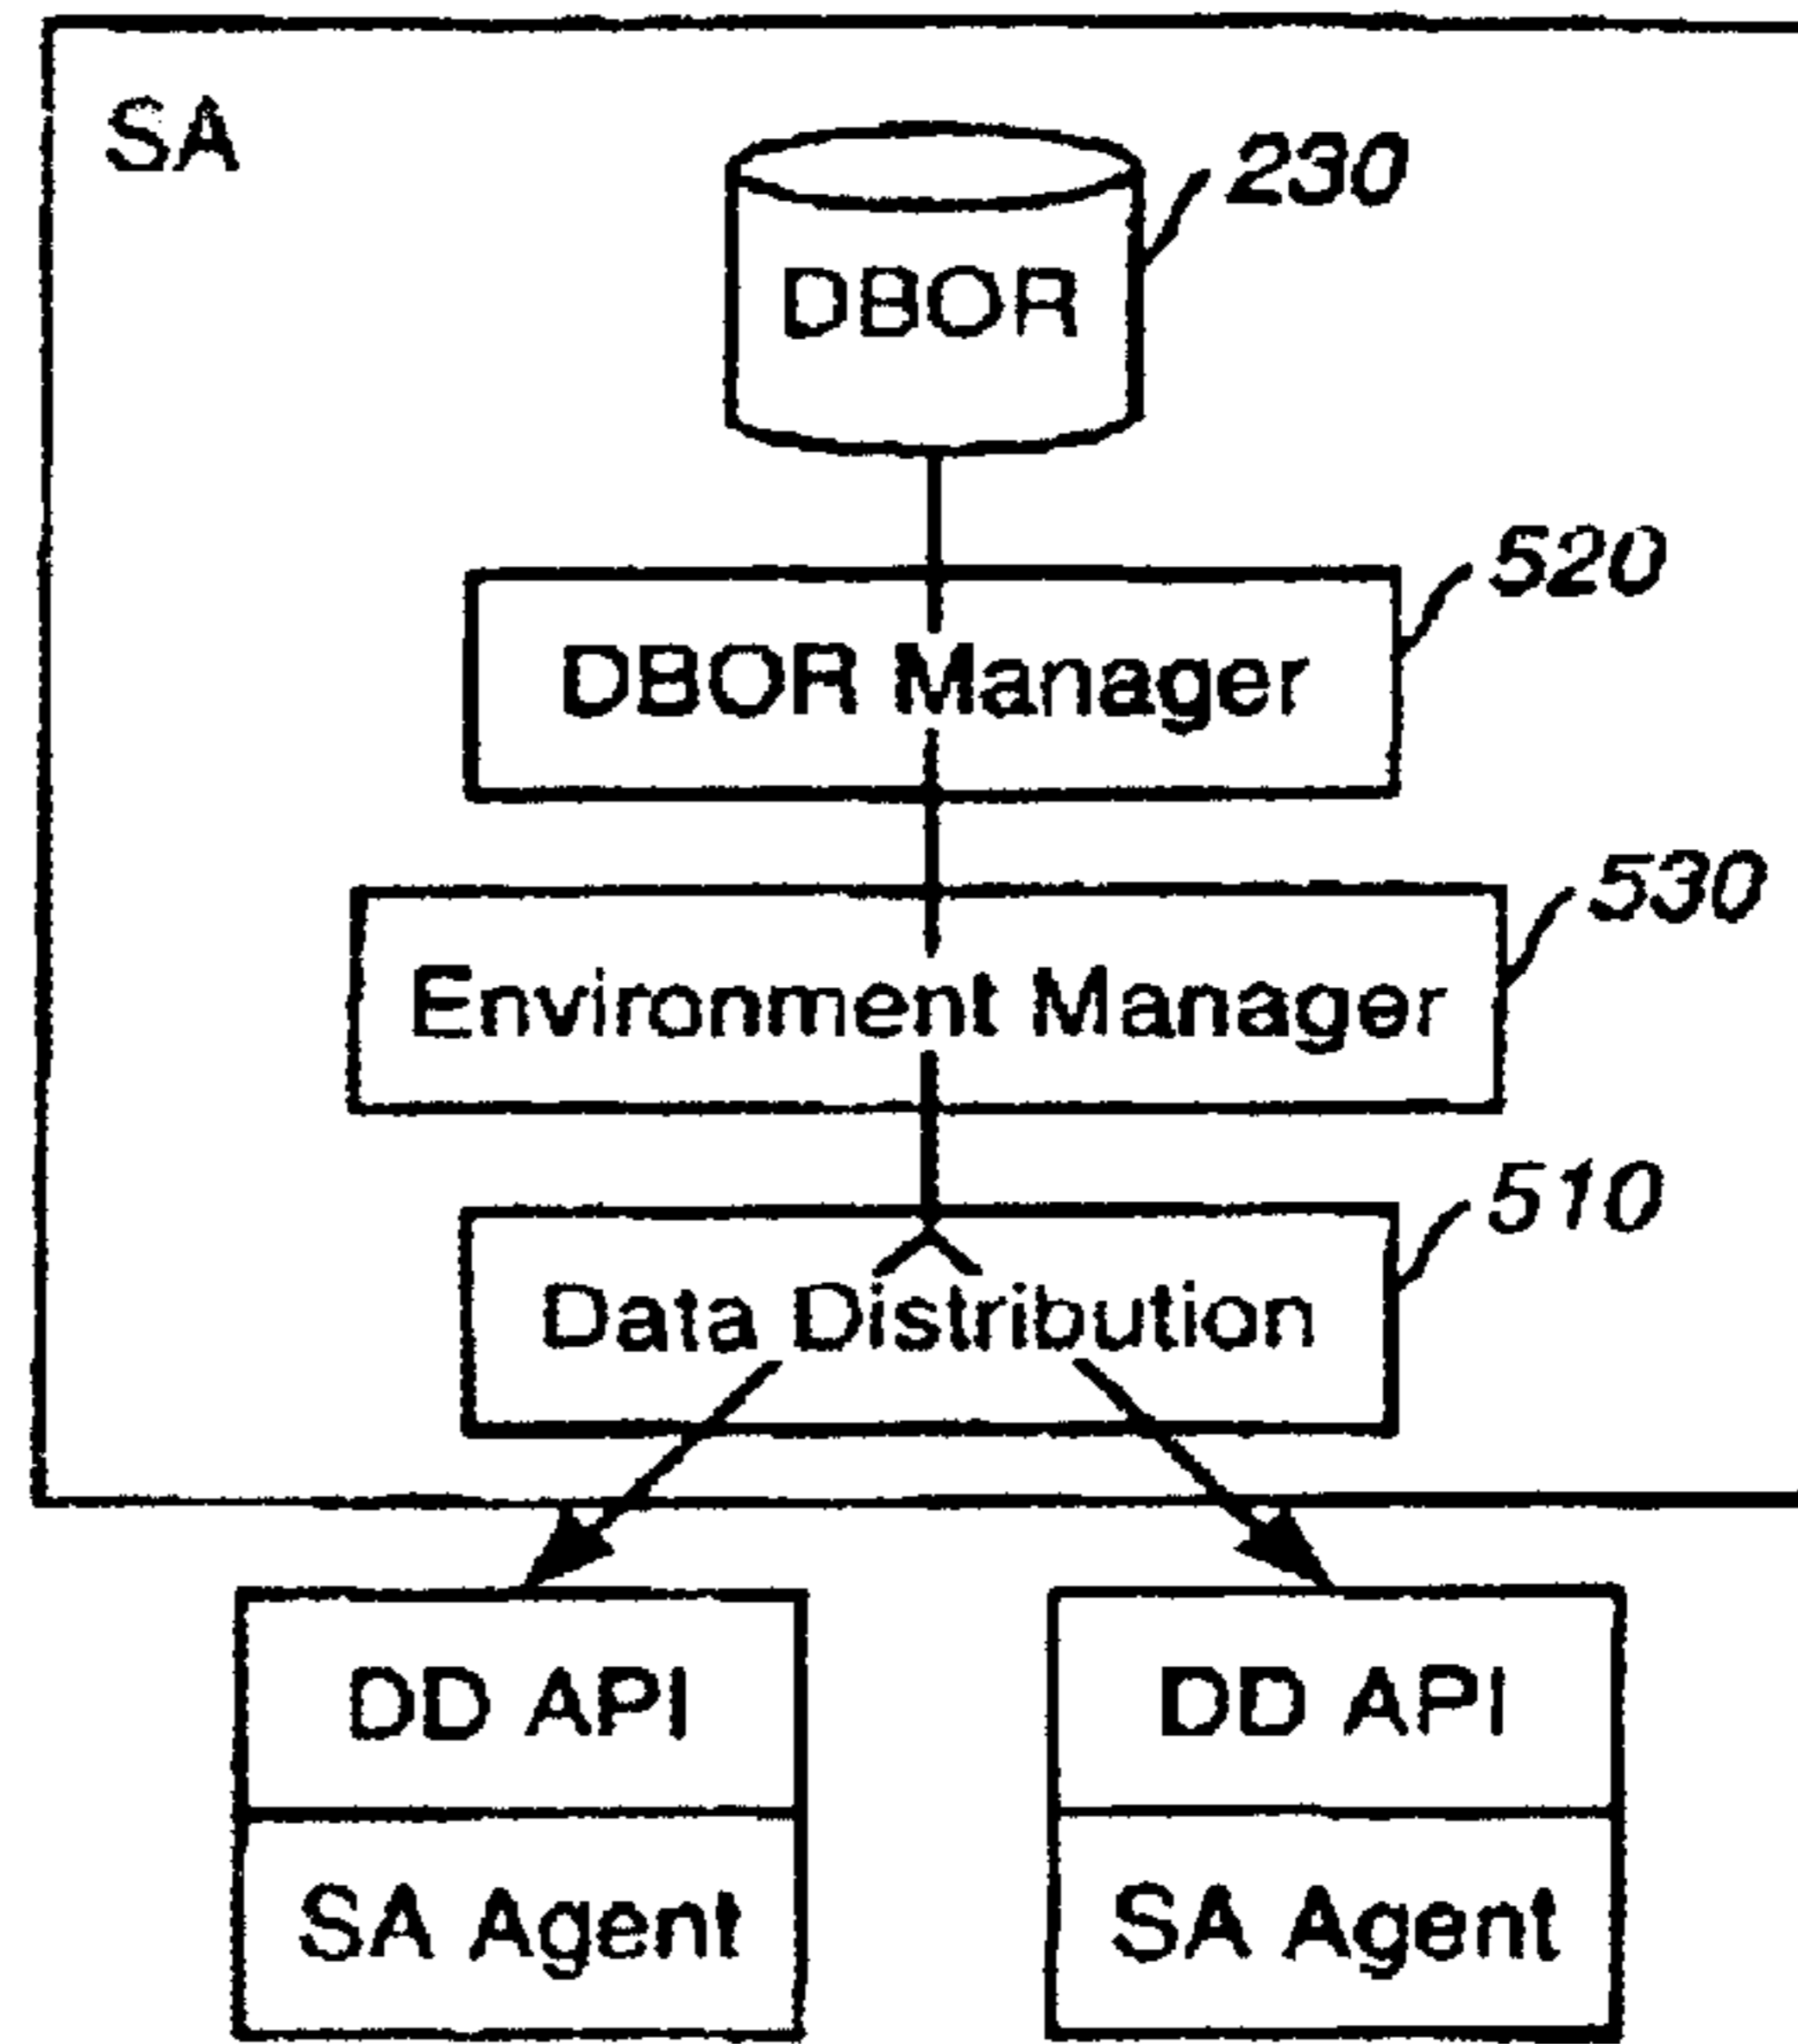 SA
230
DBOR
520
DBOR Manager
530
Environment Manager
510
Data Distribution
DD API
DD API
SA Agent
SA Agent